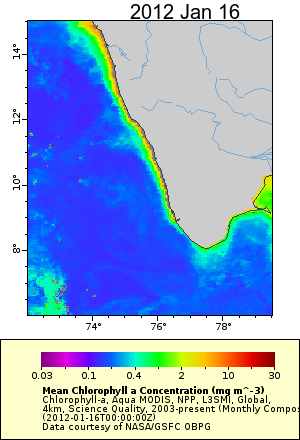 2012 Jan 16
14°
12°
10°
8°
74° 76° 78°
0.03 0.1 0.4 2 10 30
Mean Chlorophyll a Concentration (mg m^-3)
Chlorophyll-a, Aqua MODIS, NPP, L3SMI, Global,
4km, Science Quality, 2003-present (Monthly Compos
(2012-01-16T00:00:00Z)
Data courtesy of NASA/GSFC OBPG